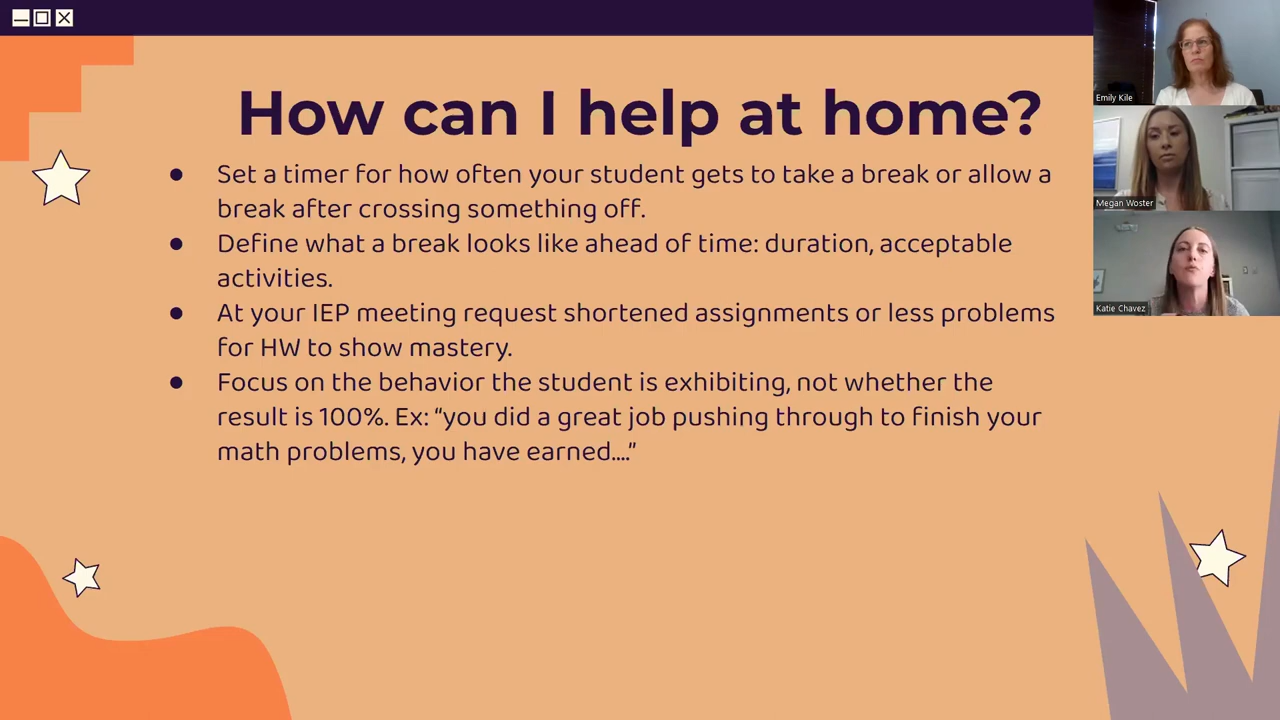 How can I help at home?
● Set a timer for how often your student gets to take a break or allow a
break after crossing something off.
● Define what a break looks like ahead of time: duration, acceptable
activities.
● At your IEP meeting request shortened assignments or less problems
for HW to show mastery.
● Focus on the behavior the student is exhibiting, not whether the
result is 100%. Ex: “you did a great job pushing through to finish your
math problems, you have earned....”
Emily Kile
Megan Woster
Katie Chavez